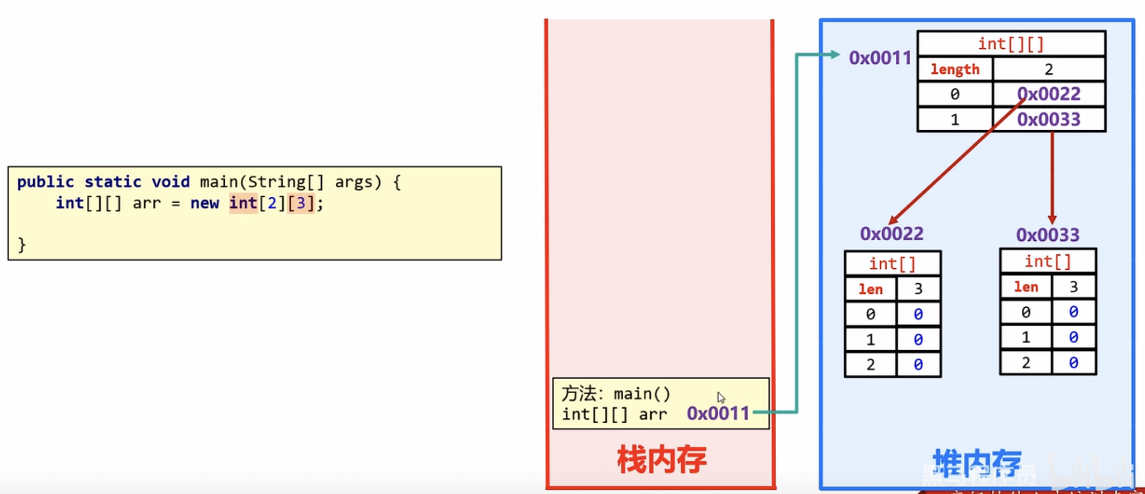 public static void main(String[] args) {
int[][] arr = new int[2][3];
}
方法：main()
int[][] arr 0x0011
栈内存
0x0011
int[][]
length 2
0 0x0022
1 0x0033
0x0022
int[]
len 3
0 0
1 0
2 0
0x0033
int[]
len 3
0 0
1 0
2 0
堆内存